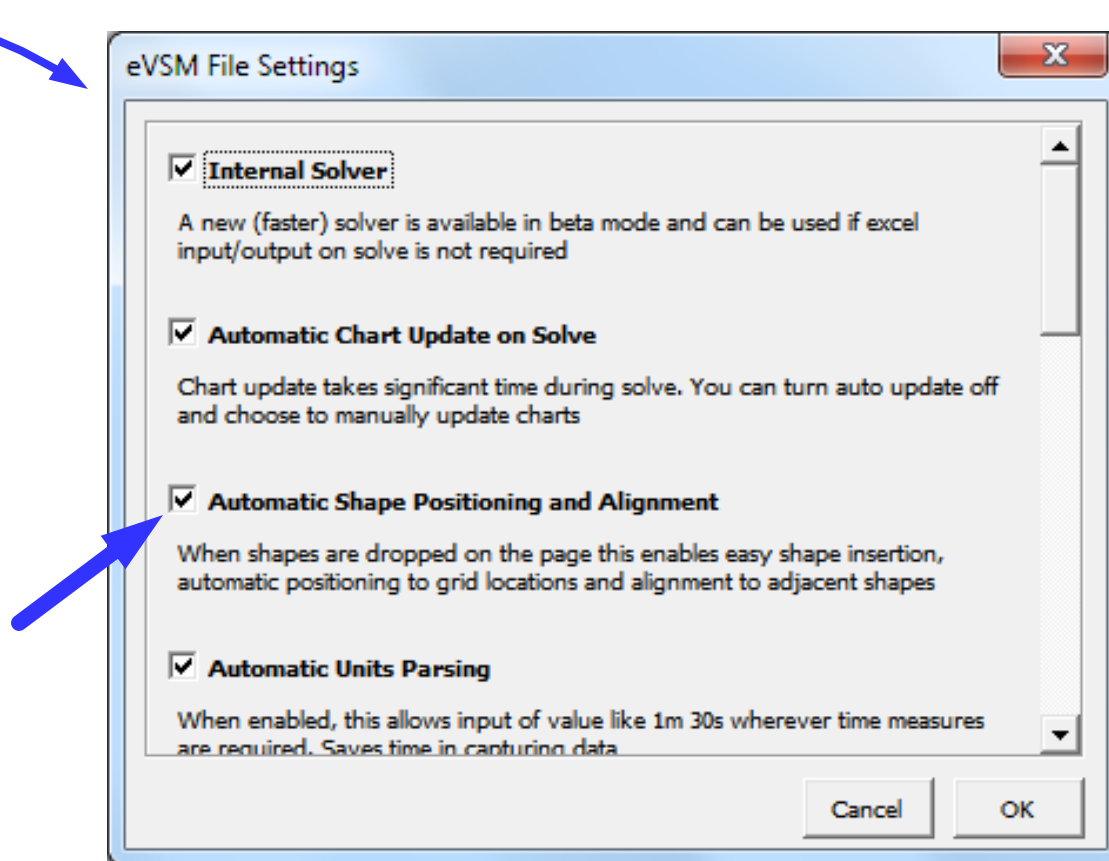 eVSM File Settings
Internal Solver
A new (faster) solver is available in beta mode and can be used if excel
input/output on solve is not required
Automatic Chart Update on Solve
Chart update takes significant time during solve. You can turn auto update off
and choose to manually update charts
Automatic Shape Positioning and Alignment
When shapes are dropped on the page this enables easy shape insertion,
automatic positioning to grid locations and alignment to adjacent shapes
Automatic Units Parsing
When enabled, this allows input of value like 1m 30s wherever time measures
are required. Saves time in capturing data
Cancel OK